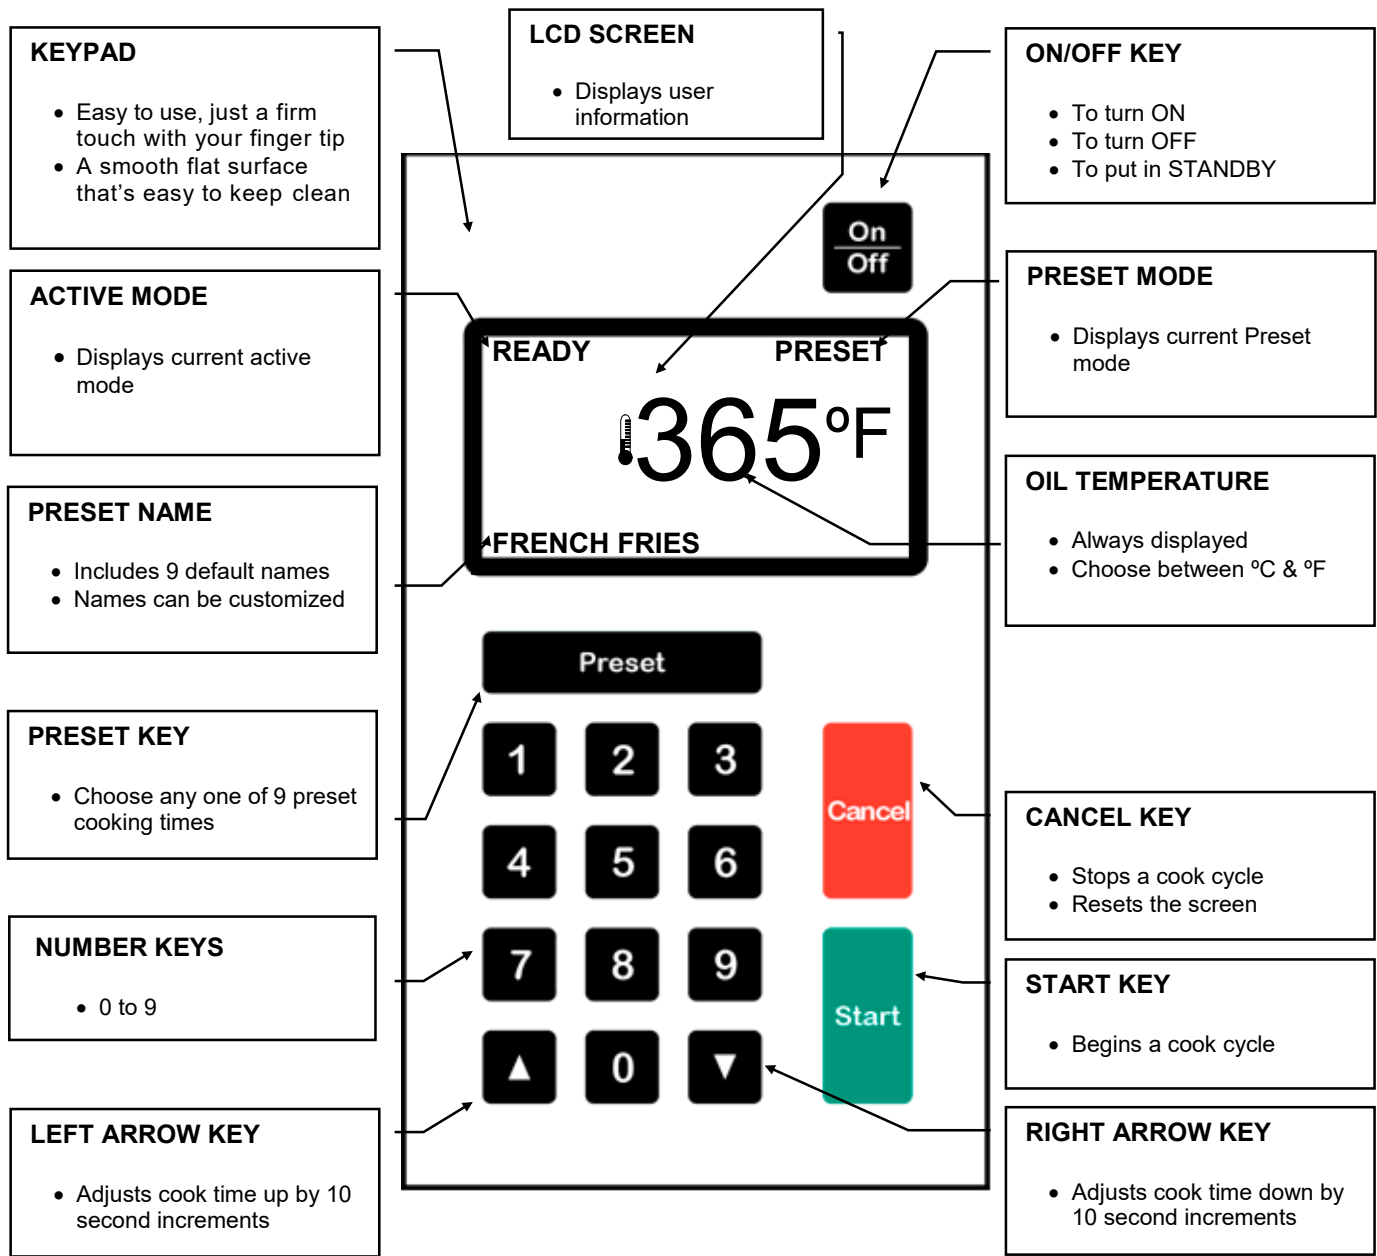 KEYPAD
• Easy to use, just a firm
touch with your finger tip
• A smooth flat surface
that's easy to keep clean
LCD SCREEN
• Displays user
information
ON/OFF KEY
• To turn ON
• To turn OFF
• To put in STANDBY
On
Off
ACTIVE MODE
• Displays current active
mode
PRESET MODE
• Displays current Preset
mode
READY
PRESET
365ºF
FRENCH FRIES
PRESET NAME
• Includes 9 default names
• Names can be customized
OIL TEMPERATURE
• Always displayed
• Choose between ºC & ºF
Preset
PRESET KEY
• Choose any one of 9 preset
cooking times
1 2 3
4 5 6
7 8 9
▲ 0 ▼
Cancel
Start
CANCEL KEY
• Stops a cook cycle
• Resets the screen
NUMBER KEYS
• 0 to 9
START KEY
• Begins a cook cycle
LEFT ARROW KEY
• Adjusts cook time up by 10
second increments
RIGHT ARROW KEY
• Adjusts cook time down by
10 second increments